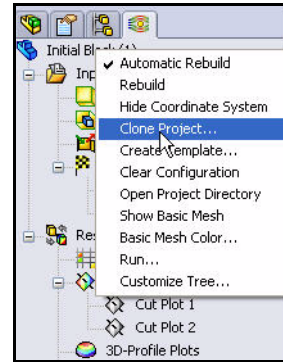 Initial Block (1)
Inp
Automatic Rebuild
Rebuild
Hide Coordinate System
Clone Project...
Create Template...
Clear Configuration
Open Project Directory
Show Basic Mesh
Basic Mesh Color...
Run...
Customize Tree...
Res
Cut Plot 1
Cut Plot 2
3D-Profile Plots